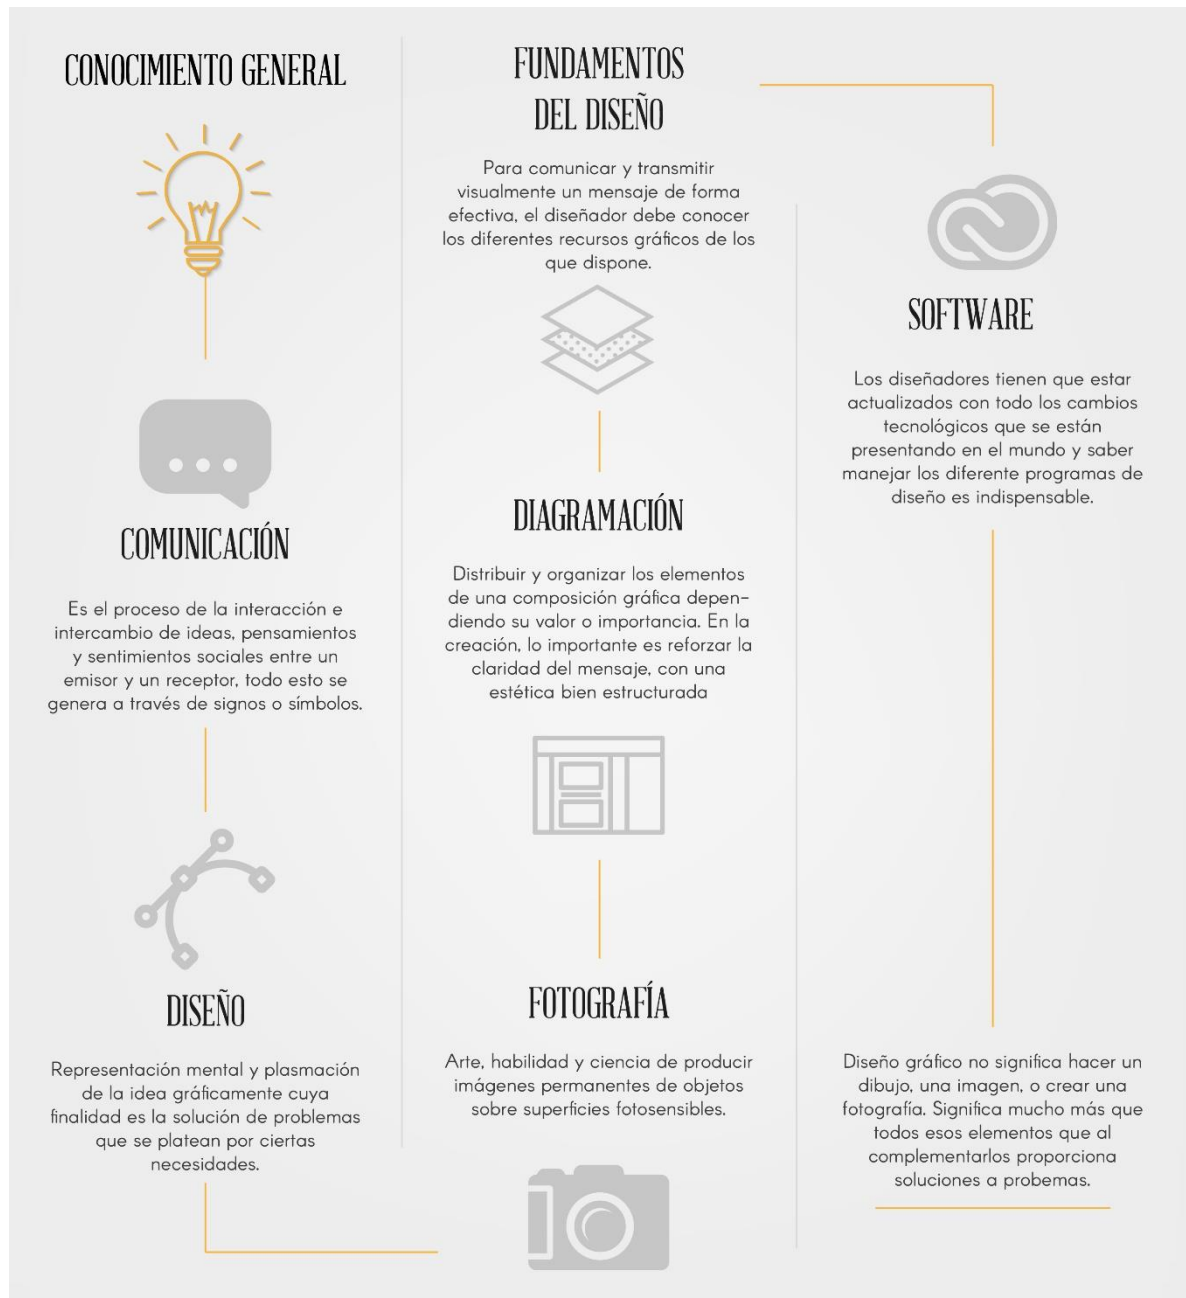 CONOCIMIENTO GENERAL
COMUNICACIÓN
Es el proceso de la interacción e
intercambio de ideas, pensamientos
y sentimientos sociales entre un
emisor y un receptor, todo esto se
genera a través de signos o símbolos.
DISEÑO
Representación mental y plasmación
de la idea gráficamente cuya
finalidad es la solución de problemas
que se platean por ciertas
necesidades.
FUNDAMENTOS
DEL DISEÑO
Para comunicar y transmitir
visualmente un mensaje de forma
efectiva, el diseñador debe conocer
los diferentes recursos gráficos de los
que dispone.
DIAGRAMACIÓN
Distribuir y organizar los elementos
de una composición gráfica depen-
diendo su valor o importancia. En la
creación, lo importante es reforzar la
claridad del mensaje, con una
estética bien estructurada
FOTOGRAFÍA
Arte, habilidad y ciencia de producir
imágenes permanentes de objetos
sobre superficies fotosensibles.
SOFTWARE
Los diseñadores tienen que estar
actualizados con todo los cambios
tecnológicos que se están
presentando en el mundo y saber
manejar los diferente programas de
diseño es indispensable.
Diseño gráfico no significa hacer un
dibujo, una imagen, o crear una
fotografía. Significa mucho más que
todos esos elementos que al
complementarlos proporciona
soluciones a probemas.